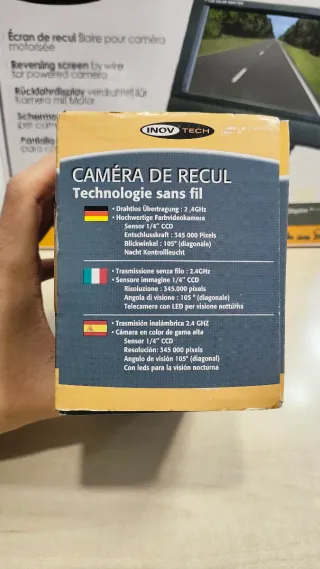 Écran de recul filaire pour caméra
motorisée
Reversing screen by wire
for powered camera
Rückfahrdisplay verdrahtet für
Kamera mit Motor
Schermo
per
Pantalla
para
INOV TECH
CAMÉRA DE RECUL
Technologie sans fil
• Drahtlos Übertragung : 2 ,4GHz
• Hochwertige Farbvideokamera
Sensor 1/4" CCD
Entschlusskraft : 345 000 Pixels
Blickwinkel : 105° (diagonale)
Nacht Kontrollleucht
• Trasmissione senza filo : 2.4GHz
• Sensore immagine 1/4" CCD
Risoluzione : 345.000 pixels
Angola di visione : 105 ° (diagonale)
Telecamera con LED per visione notturna
• Trasmisión inalámbrica 2.4 GHZ
• Cámara en color de gama alta
Sensor 1/4" CCD
Resolución: 345 000 pixels
Angulo de visión 105° (diagonal)
Con leds para la visión nocturna